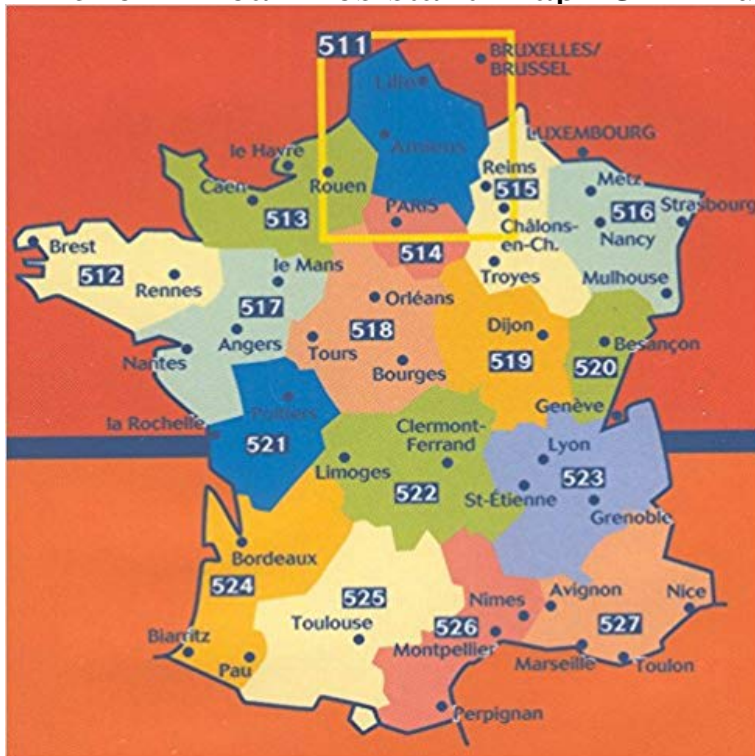 511
BRUXELLES/
BRUSSEL
Lille
Amiens
LUXEMBOURG
le Havre
Reims
Metz
Caen
Rouen
515
516
Strasbourg
513
PARIS
Châlons-
en-Ch.
Nancy
Brest
514
512
le Mans
Troyes
Rennes
Mulhouse
517
Orléans
518
Dijon
Angers
Tours
519
Besançon
Nantes
Bourges
520
Genève
la Rochelle
Poitiers
Clermont-
Ferrand
521
Lyon
Limoges
523
522
St-Étienne
Grenoble
Bordeaux
524
525
Avignon
Nice
Nîmes
Toulouse
526
527
Biarritz
Montpellier
Pau
Marseille
Toulon
Perpignan